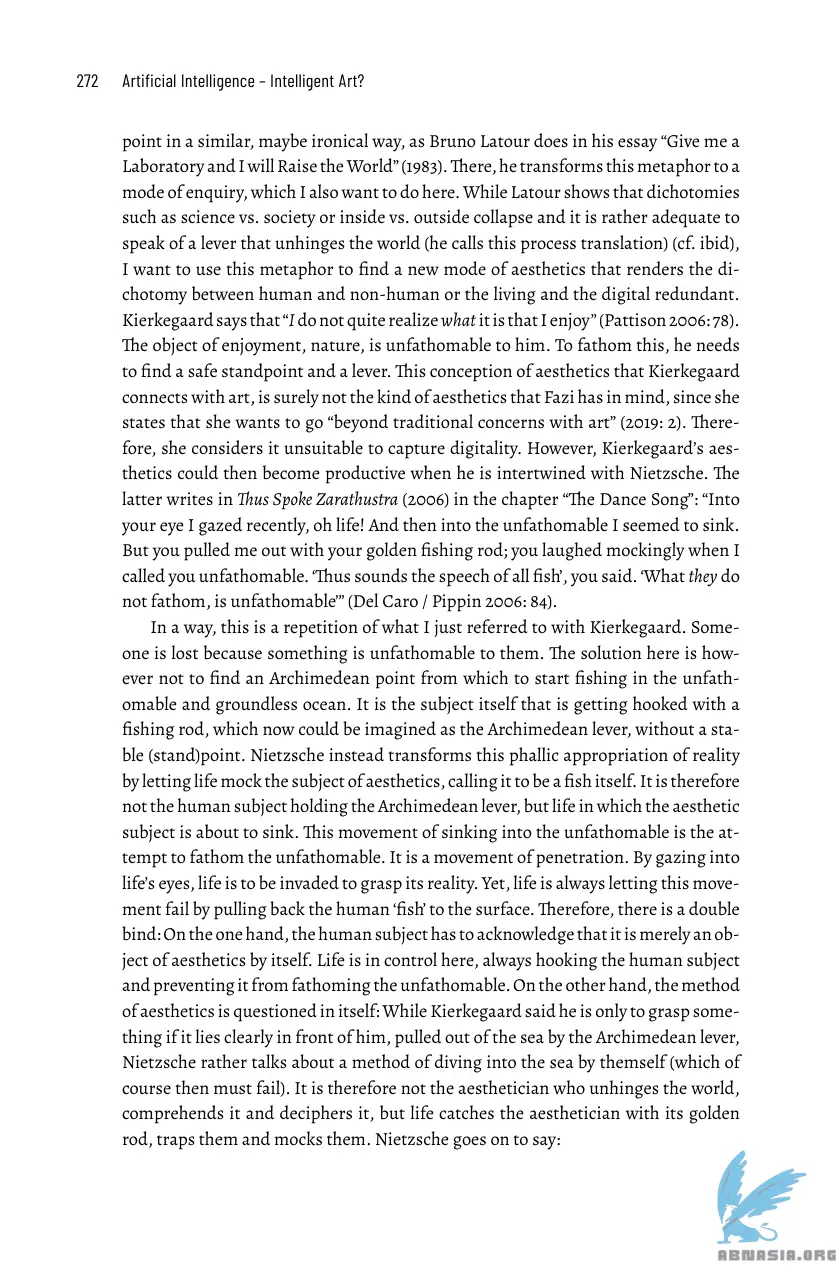 272 Artificial Intelligence – Intelligent Art?
point in a similar, maybe ironical way, as Bruno Latour does in his essay “Give me a
Laboratory and I will Raise the World” (1983). There, he transforms this metaphor to a
mode of enquiry, which I also want to do here. While Latour shows that dichotomies
such as science vs. society or inside vs. outside collapse and it is rather adequate to
speak of a lever that unhinges the world (he calls this process translation) (cf. ibid),
I want to use this metaphor to find a new mode of aesthetics that renders the di-
chotomy between human and non-human or the living and the digital redundant.
Kierkegaard says that “I do not quite realize what it is that I enjoy” (Pattison 2006: 78).
The object of enjoyment, nature, is unfathomable to him. To fathom this, he needs
to find a safe standpoint and a lever. This conception of aesthetics that Kierkegaard
connects with art, is surely not the kind of aesthetics that Fazi has in mind, since she
states that she wants to go “beyond traditional concerns with art” (2019: 2). There-
fore, she considers it unsuitable to capture digitality. However, Kierkegaard’s aes-
thetics could then become productive when he is intertwined with Nietzsche. The
latter writes in Thus Spoke Zarathustra (2006) in the chapter “The Dance Song”: “Into
your eye I gazed recently, oh life! And then into the unfathomable I seemed to sink.
But you pulled me out with your golden fishing rod; you laughed mockingly when I
called you unfathomable. ‘Thus sounds the speech of all fish’, you said. ‘What they do
not fathom, is unfathomable’” (Del Caro / Pippin 2006: 84).
In a way, this is a repetition of what I just referred to with Kierkegaard. Some-
one is lost because something is unfathomable to them. The solution here is how-
ever not to find an Archimedean point from which to start fishing in the unfath-
omable and groundless ocean. It is the subject itself that is getting hooked with a
fishing rod, which now could be imagined as the Archimedean lever, without a sta-
ble (stand)point. Nietzsche instead transforms this phallic appropriation of reality
by letting life mock the subject of aesthetics, calling it to be a fish itself. It is therefore
not the human subject holding the Archimedean lever, but life in which the aesthetic
subject is about to sink. This movement of sinking into the unfathomable is the at-
tempt to fathom the unfathomable. It is a movement of penetration. By gazing into
life’s eyes, life is to be invaded to grasp its reality. Yet, life is always letting this move-
ment fail by pulling back the human ‘fish’ to the surface. Therefore, there is a double
bind: On the one hand, the human subject has to acknowledge that it is merely an ob-
ject of aesthetics by itself. Life is in control here, always hooking the human subject
and preventing it from fathoming the unfathomable. On the other hand, the method
of aesthetics is questioned in itself: While Kierkegaard said he is only to grasp some-
thing if it lies clearly in front of him, pulled out of the sea by the Archimedean lever,
Nietzsche rather talks about a method of diving into the sea by themself (which of
course then must fail). It is therefore not the aesthetician who unhinges the world,
comprehends it and deciphers it, but life catches the aesthetician with its golden
rod, traps them and mocks them. Nietzsche goes on to say:
ABNASIA.ORG